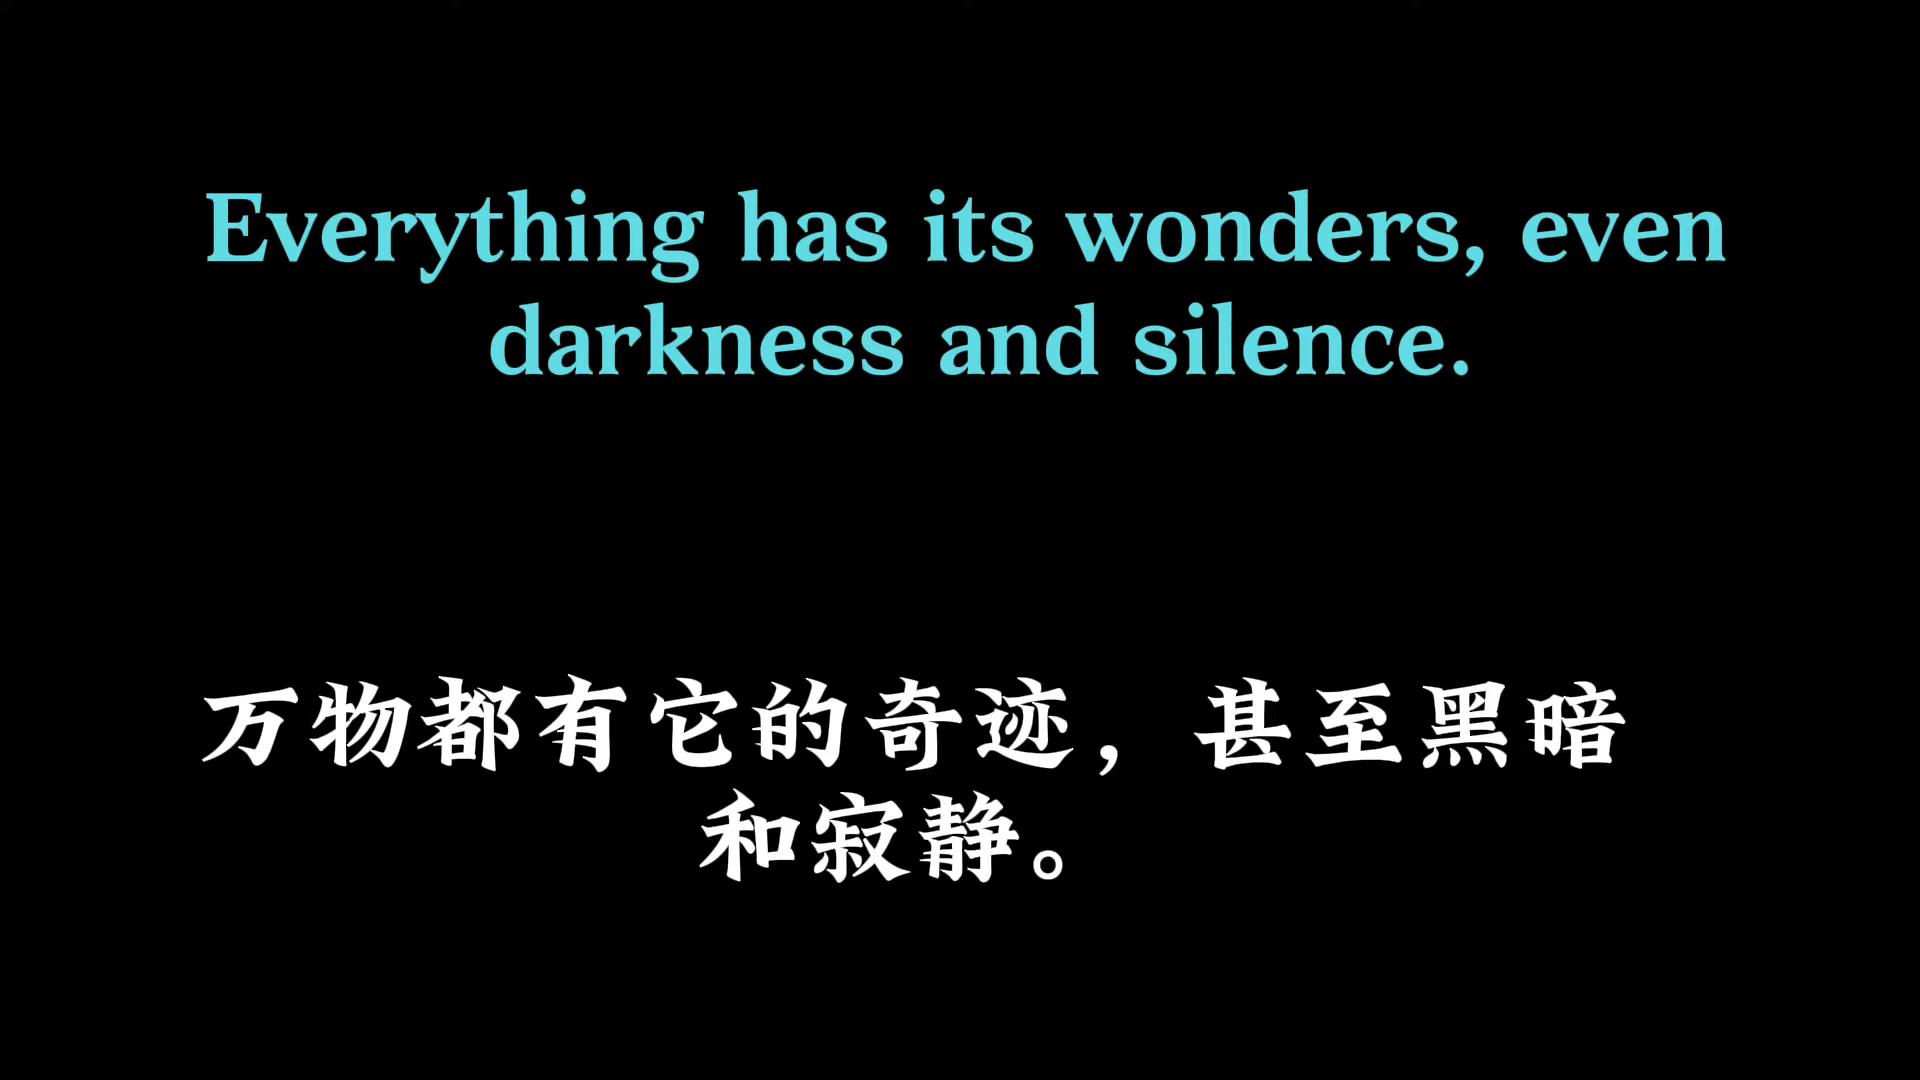 Everything has its wonders, even
darkness and silence.
万物都有它的奇迹，甚至黑暗
和寂静。